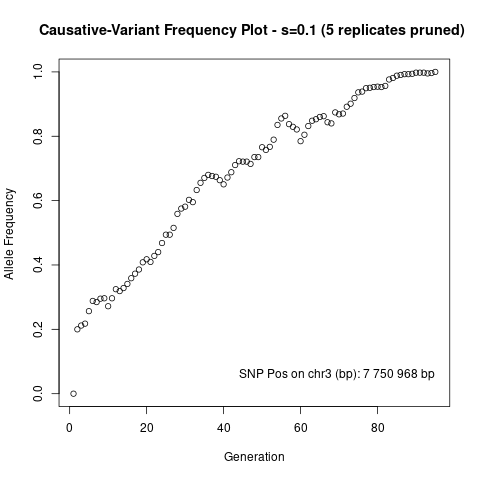 Causative-Variant Frequency Plot - s=0.1 (5 replicates pruned)
1.0
0.8
0.6
0.4
0.2
0.0
Allele Frequency
SNP Pos on chr3 (bp): 7 750 968 bp
0 20 40 60 80
Generation